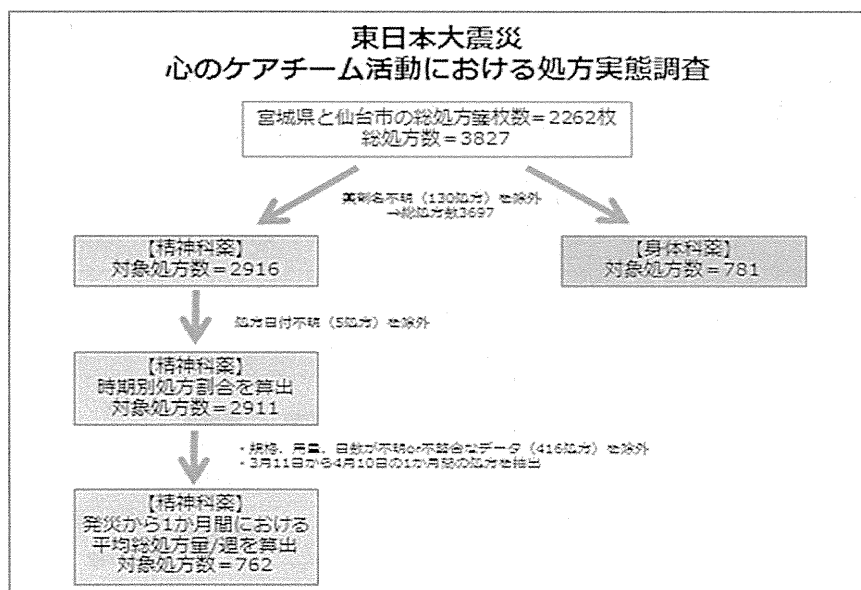 東日本大震災
心のケアチーム活動における処方実態調査
宮城県と仙台市の総処方箋枚数=2262枚
総処方数=3827
薬剤名不明（130処方）を除外
→総処方数3697
【精神科薬】
対象処方数=2916
【身体科薬】
対象処方数=781
処方日付不明（5処方）を除外
【精神科薬】
時期別処方割合を算出
対象処方数=2911
・規格、用量、日数が不明or不整合なデータ（416処方）を除外
・3月11日から4月10日の1か月間の処方を抽出
【精神科薬】
発災から1か月間における
平均総処方量/週を算出
対象処方数=762